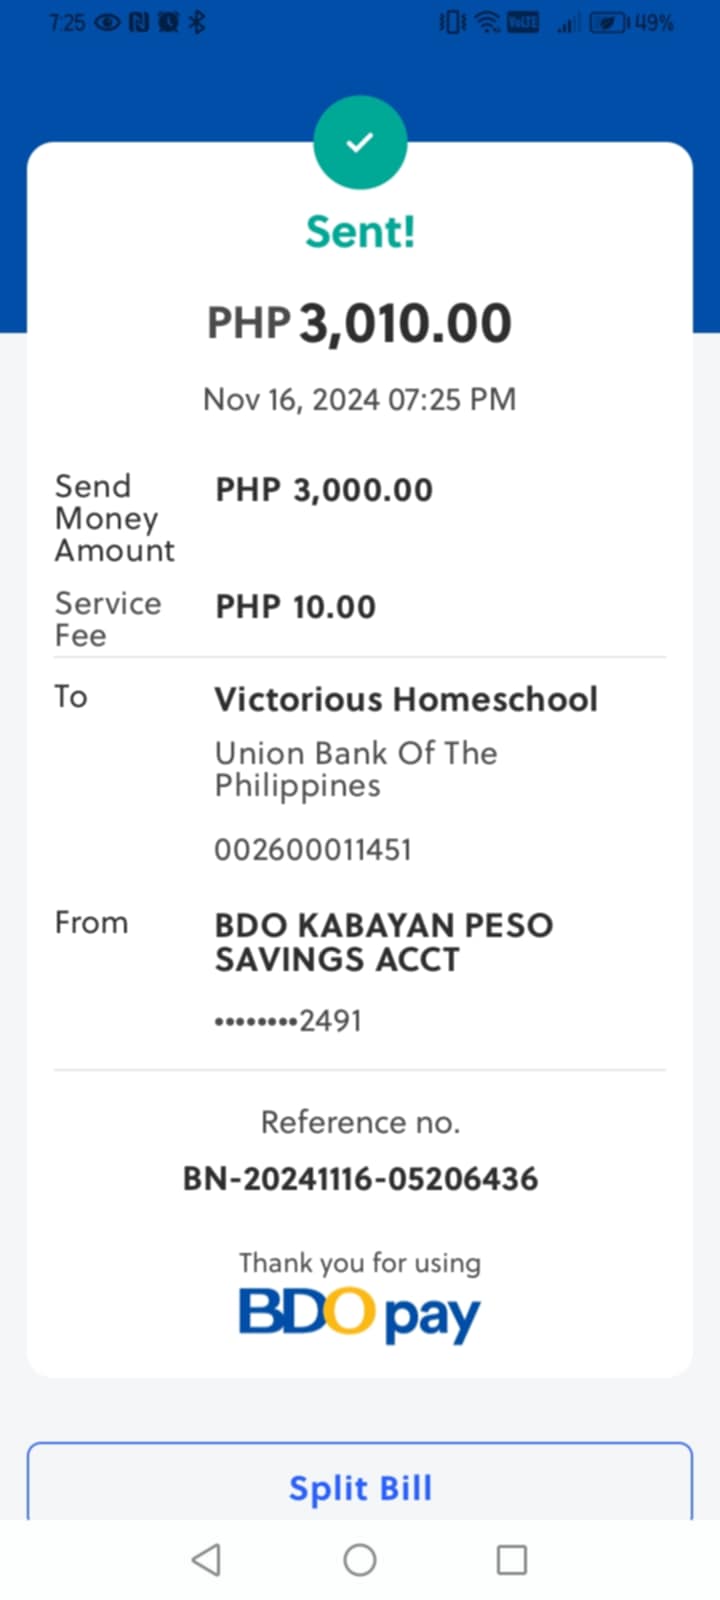 7:25
VoLTE
49%
Sent!
PHP 3,010.00
Nov 16, 2024 07:25 PM
Send
Money
Amount
PHP 3,000.00
Service
Fee
PHP 10.00
To
Victorious Homeschool
Union Bank Of The
Philippines
002600011451
From
BDO KABAYAN PESO
SAVINGS ACCT
••••••••2491
Reference no.
BN-20241116-05206436
Thank you for using
BDO pay
Split Bill